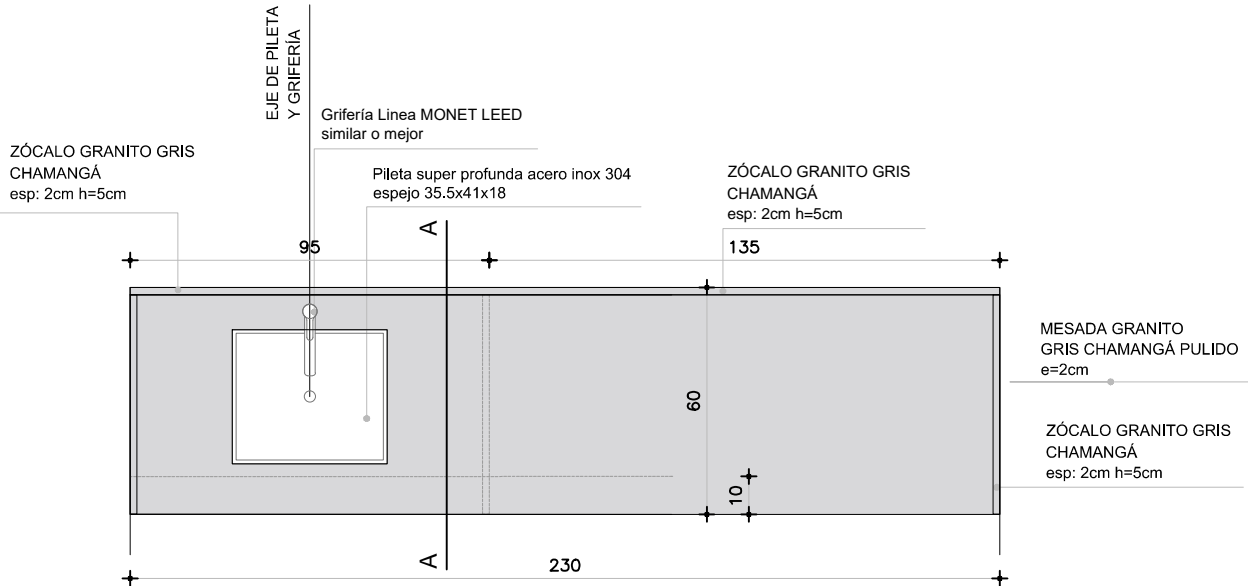 EJE DE PILETA
Y GRIFERÍA
Grifería Linea MONET LEED
similar o mejor
ZÓCALO GRANITO GRIS
CHAMANGÁ
esp: 2cm h=5cm
Pileta super profunda acero inox 304
espejo 35.5x41x18
ZÓCALO GRANITO GRIS
CHAMANGÁ
esp: 2cm h=5cm
A
95
135
MESADA GRANITO
GRIS CHAMANGÁ PULIDO
e=2cm
60
ZÓCALO GRANITO GRIS
CHAMANGÁ
esp: 2cm h=5cm
10
A
230